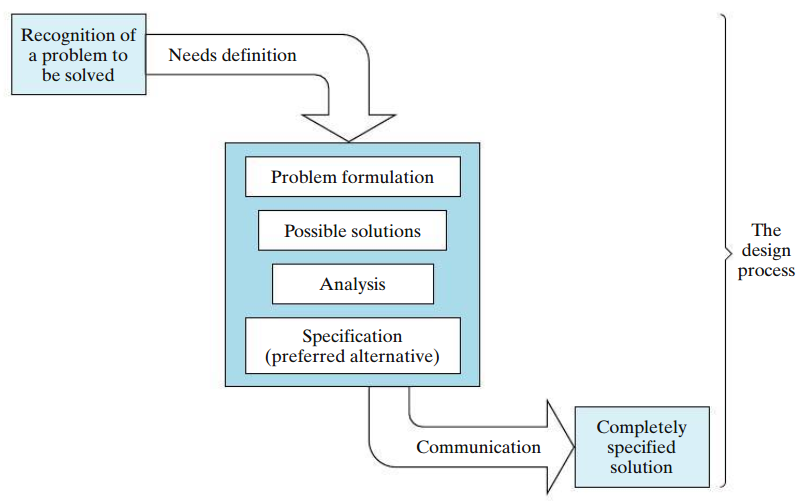 Recognition of
a problem to
be solved
Needs definition
Problem formulation
Possible solutions
Analysis
Specification
(preferred alternative)
The
design
process
Communication
Completely
specified
solution